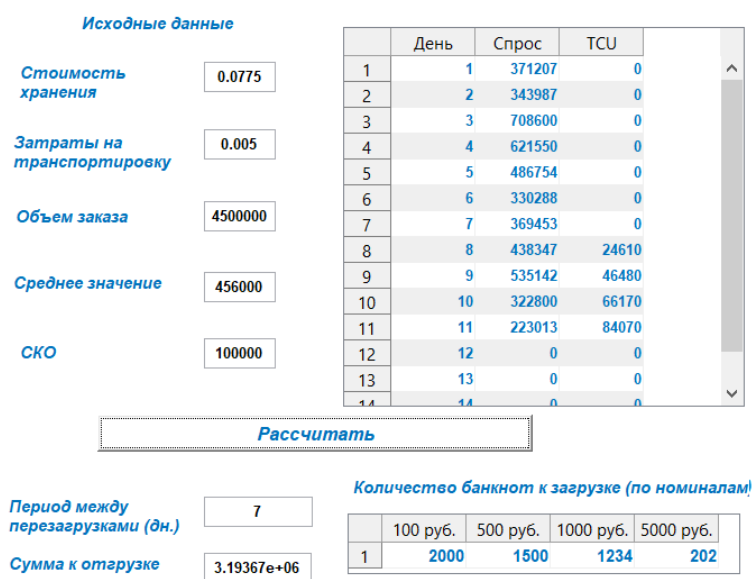 Исходные данные
Стоимость
хранения
0.0775
Затраты на
транспортировку
0.005
Объем заказа
4500000
Среднее значение
456000
СКО
100000
День Спрос TCU
1 1 371207 0
2 2 343987 0
3 3 708600 0
4 4 621550 0
5 5 486754 0
6 6 330288 0
7 7 369453 0
8 8 438347 24610
9 9 535142 46480
10 10 322800 66170
11 11 223013 84070
12 12 0 0
13 13 0 0
14 14 0 0
Рассчитать
Период между
перезагрузками (дн.)
7
Сумма к отгрузке
3.19367e+06
Количество банкнот к загрузке (по номиналам)
100 руб. 500 руб. 1000 руб. 5000 руб.
1 2000 1500 1234 202